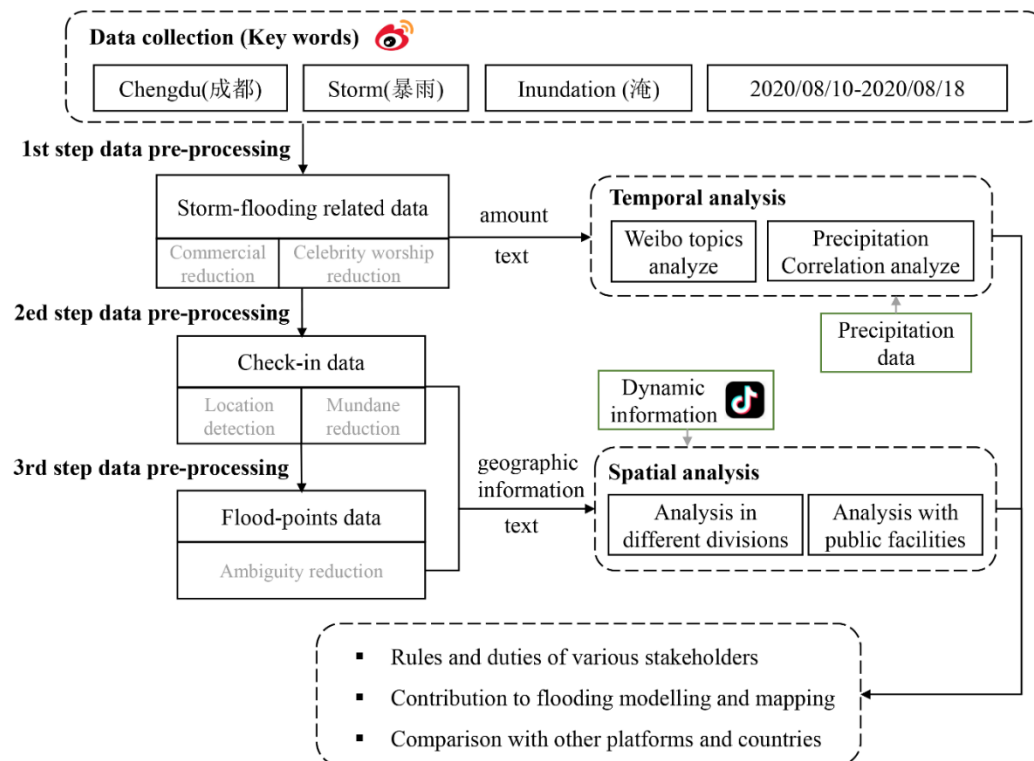 Data collection (Key words)
Chengdu(成都)
Storm(暴雨)
Inundation (淹)
2020/08/10-2020/08/18
1st step data pre-processing
Storm-flooding related data
Commercial
reduction
Celebrity worship
reduction
amount
text
Temporal analysis
Weibo topics
analyze
Precipitation
Correlation analyze
2ed step data pre-processing
Precipitation
data
Check-in data
Location
detection
Mundane
reduction
Dynamic
information
3rd step data pre-processing
geographic
information
text
Spatial analysis
Analysis in
different divisions
Analysis with
public facilities
Flood-points data
Ambiguity reduction
▪ Rules and duties of various stakeholders
▪ Contribution to flooding modelling and mapping
▪ Comparison with other platforms and countries